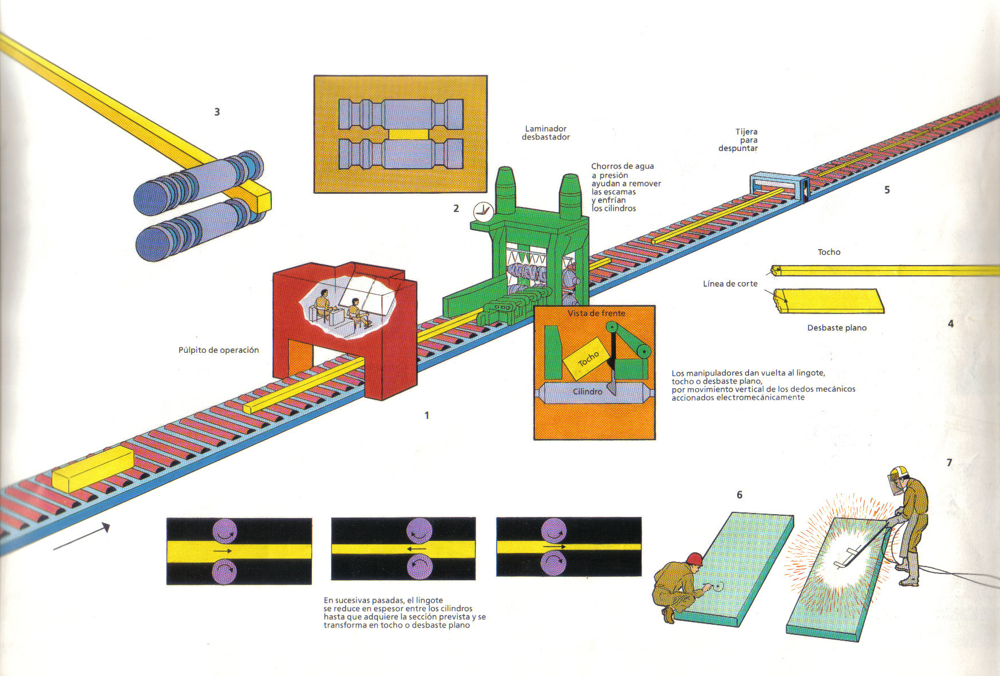 3
Laminador
desbastador
Tijera
para
despuntar
Chorros de agua
a presión
ayudan a remover
las escamas
y enfrían
los cilindros
2
5
Tocho
Línea de corte
Desbaste plano
4
Púlpito de operación
Vista de frente
Tocho
Cilindro
Los manipuladores dan vuelta al lingote,
tocho o desbaste plano,
por movimiento vertical de los dedos mecánicos
accionados electromecánicamente
1
7
6
En sucesivas pasadas, el lingote
se reduce en espesor entre los cilindros
hasta que adquiere la sección prevista y se
transforma en tocho o desbaste plano